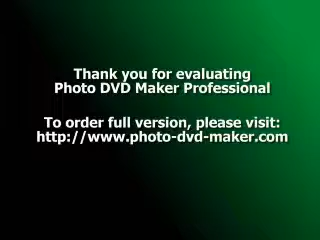 Thank you for evaluating
Photo DVD Maker Professional
To order full version, please visit:
http://www.photo-dvd-maker.com